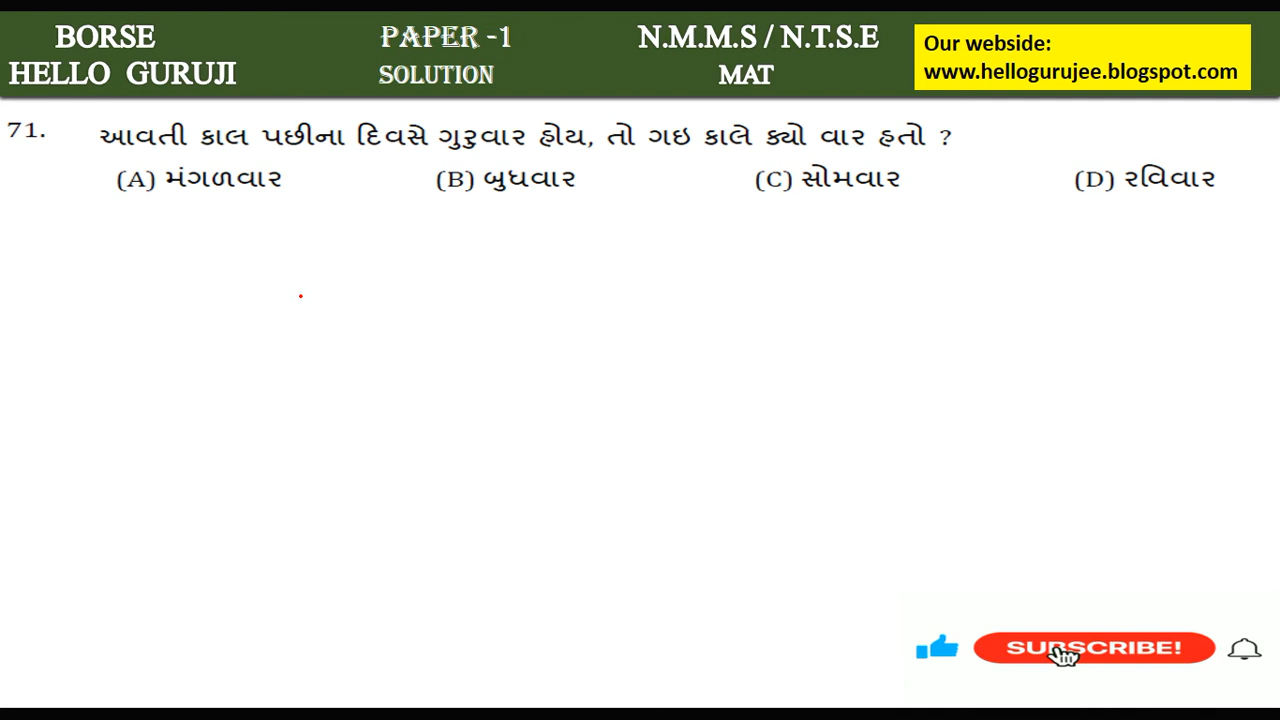 BORSE PAPER -1 N.M.M.S / N.T.S.E Our webside:
HELLO GURUJI SOLUTION MAT www.hellogurujee.blogspot.com
71. આવતી કાલ પછીના દિવસે ગુરુવાર હોય, તો ગઇ કાલે ક્યો વાર હતો ?
(A) મંગળવાર (B) બુધવાર (C) સોમવાર (D) રવિવાર
SUBSCRIBE!